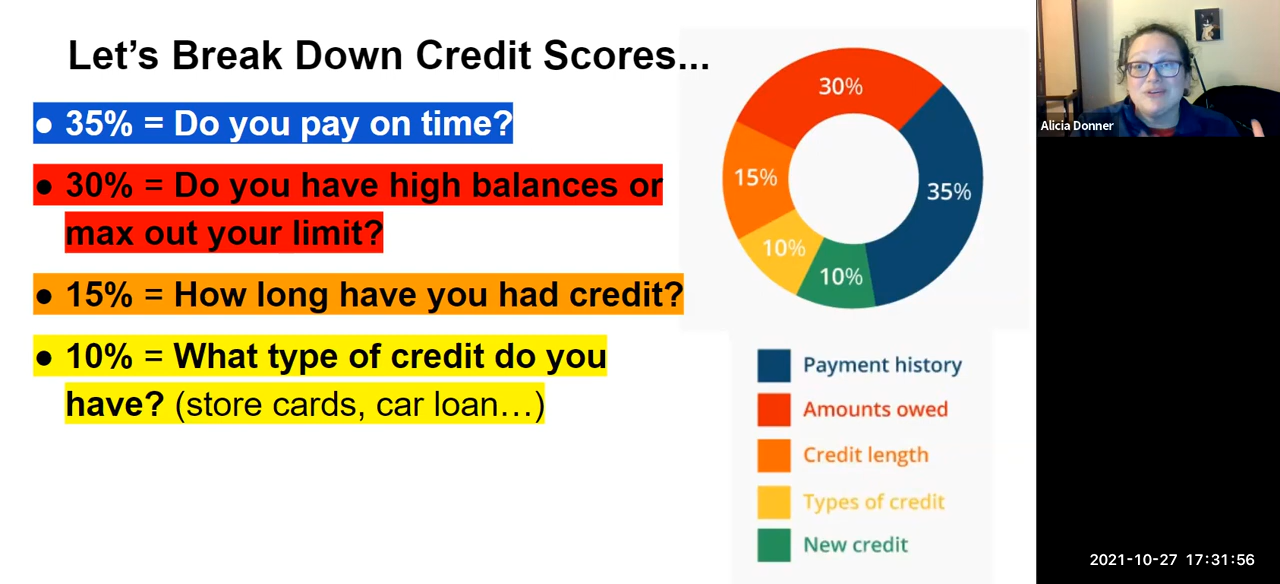 Let’s Break Down Credit Scores...
● 35% = Do you pay on time?
● 30% = Do you have high balances or
max out your limit?
● 15% = How long have you had credit?
● 10% = What type of credit do you
have? (store cards, car loan…)
30%
35%
15%
10%
10%
Payment history
Amounts owed
Credit length
Types of credit
New credit
Alicia Donner
2021-10-27 17:31:56